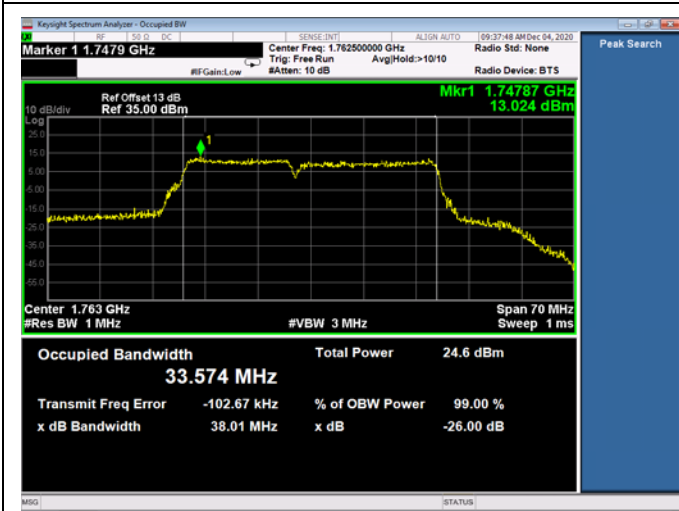 Keysight Spectrum Analyzer - Occupied BW
RF 50 Ω DC SENSE:INT ALIGN AUTO 09:37:48 AM Dec 04, 2020
Marker 1 1.7479 GHz
Center Freq: 1.762500000 GHz
Radio Std: None
Trig: Free Run Avg|Hold:>10/10
#IFGain:Low
#Atten: 10 dB
Radio Device: BTS
Peak Search
Ref Offset 13 dB
Mkr1 1.74787 GHz
10 dB/div Ref 35.00 dBm
13.024 dBm
Log
25.0
15.0
1
5.00
-5.00
-15.0
-25.0
-35.0
-45.0
-55.0
Center 1.763 GHz
Span 70 MHz
#Res BW 1 MHz
#VBW 3 MHz
Sweep 1 ms
Occupied Bandwidth
Total Power 24.6 dBm
33.574 MHz
Transmit Freq Error -102.67 kHz
% of OBW Power 99.00 %
x dB Bandwidth 38.01 MHz
x dB -26.00 dB
MSG
STATUS